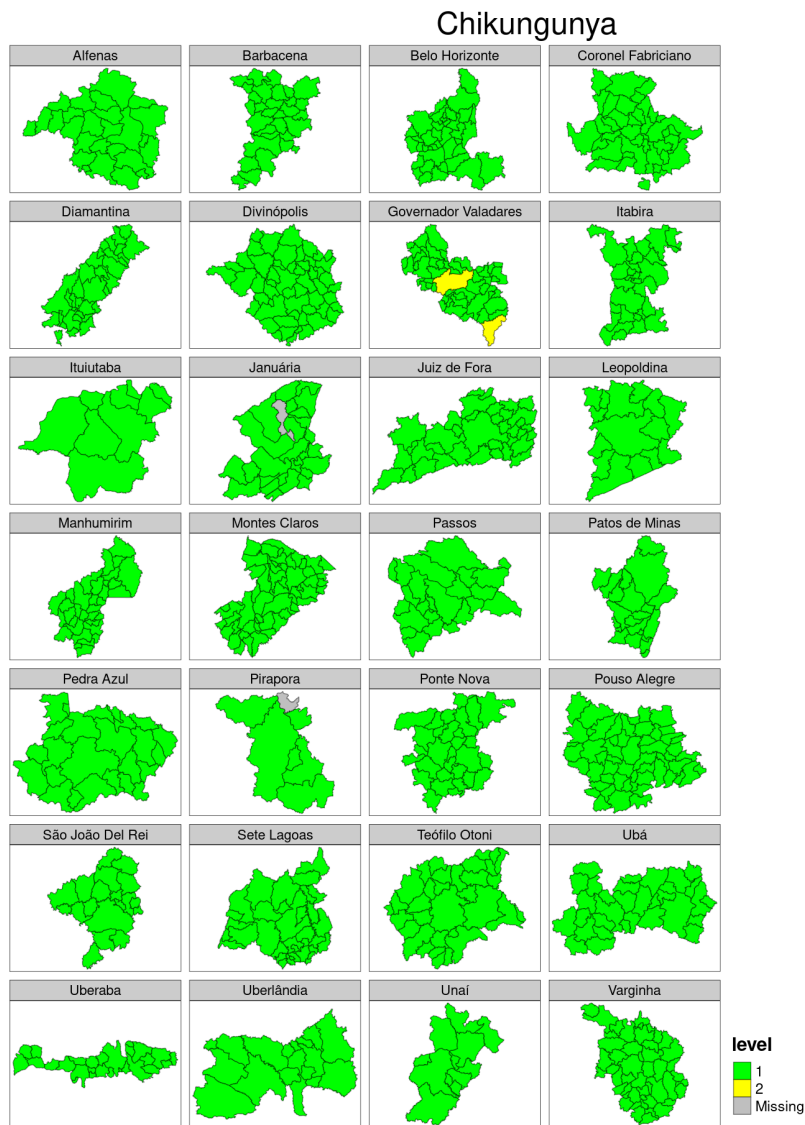 Chikungunya
Alfenas
Barbacena
Belo Horizonte
Coronel Fabriciano
Diamantina
Divinópolis
Governador Valadares
Itabira
Ituiutaba
Januária
Juiz de Fora
Leopoldina
Manhumirim
Montes Claros
Passos
Patos de Minas
Pedra Azul
Pirapora
Ponte Nova
Pouso Alegre
São João Del Rei
Sete Lagoas
Teófilo Otoni
Ubá
Uberaba
Uberlândia
Unaí
Varginha
level
1
2
Missing